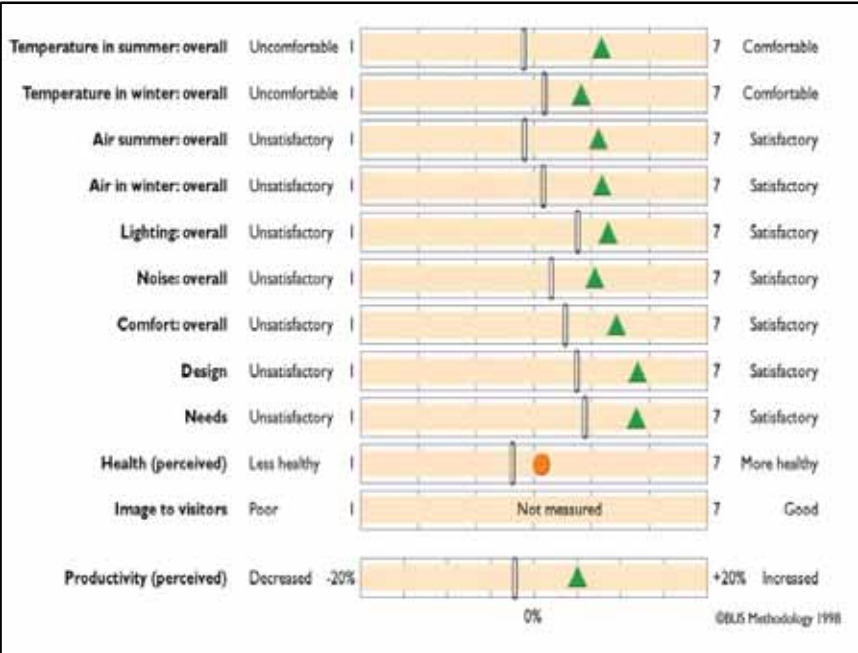 Temperature in summer: overall Uncomfortable 1 7 Comfortable
Temperature in winter: overall Uncomfortable 1 7 Comfortable
Air summer: overall Unsatisfactory 1 7 Satisfactory
Air in winter: overall Unsatisfactory 1 7 Satisfactory
Lighting: overall Unsatisfactory 1 7 Satisfactory
Noise: overall Unsatisfactory 1 7 Satisfactory
Comfort: overall Unsatisfactory 1 7 Satisfactory
Design Unsatisfactory 1 7 Satisfactory
Needs Unsatisfactory 1 7 Satisfactory
Health (perceived) Less healthy 1 7 More healthy
Image to visitors Poor 1 Not measured 7 Good
Productivity (perceived) Decreased -20% +20% Increased
0% ©BUS Methodology 1998